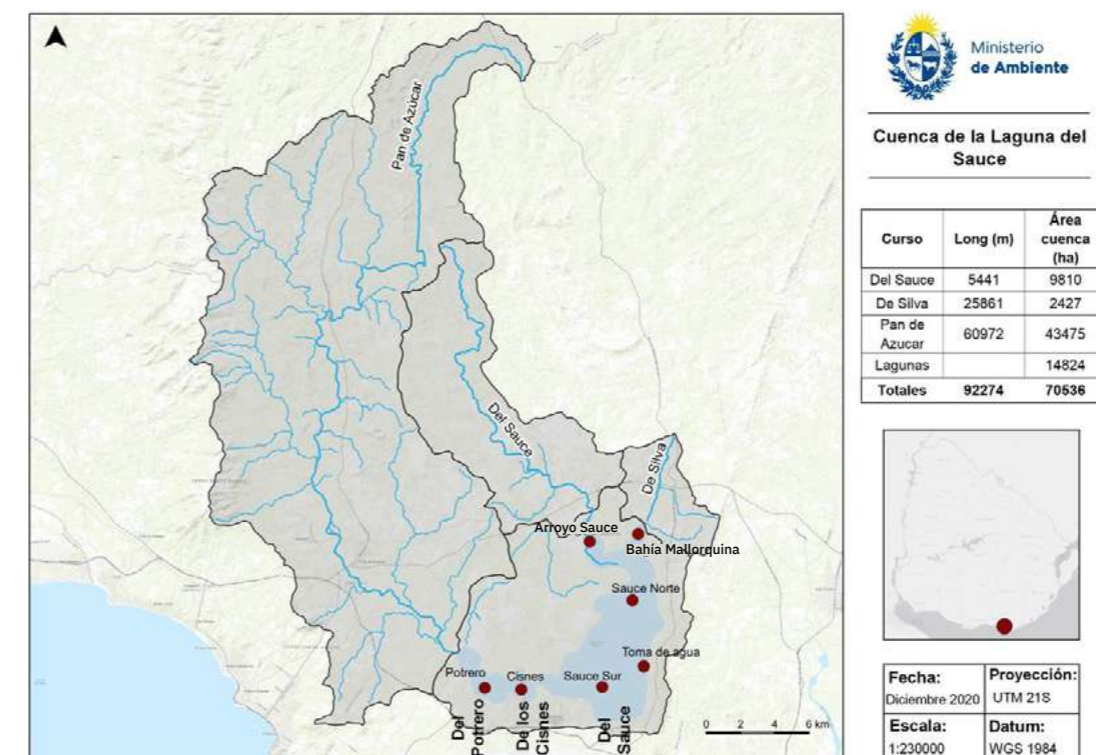 Pan de Azúcar
Del Sauce
De Silva
Arroyo Sauce
Bahía Mallorquina
Sauce Norte
Toma de agua
Potrero
Cisnes
Sauce Sur
Del
Potrero
De los
Cisnes
Del
Sauce
0 2 4 6 km
Ministerio
de Ambiente
Cuenca de la Laguna del
Sauce
Curso Long (m) Área
cuenca
(ha)
Del Sauce 5441 9810
De Silva 25861 2427
Pan de
Azucar 60972 43475
Lagunas 14824
Totales 92274 70536
Fecha: Proyección:
Diciembre 2020 UTM 21S
Escala: Datum:
1:230000 WGS 1984